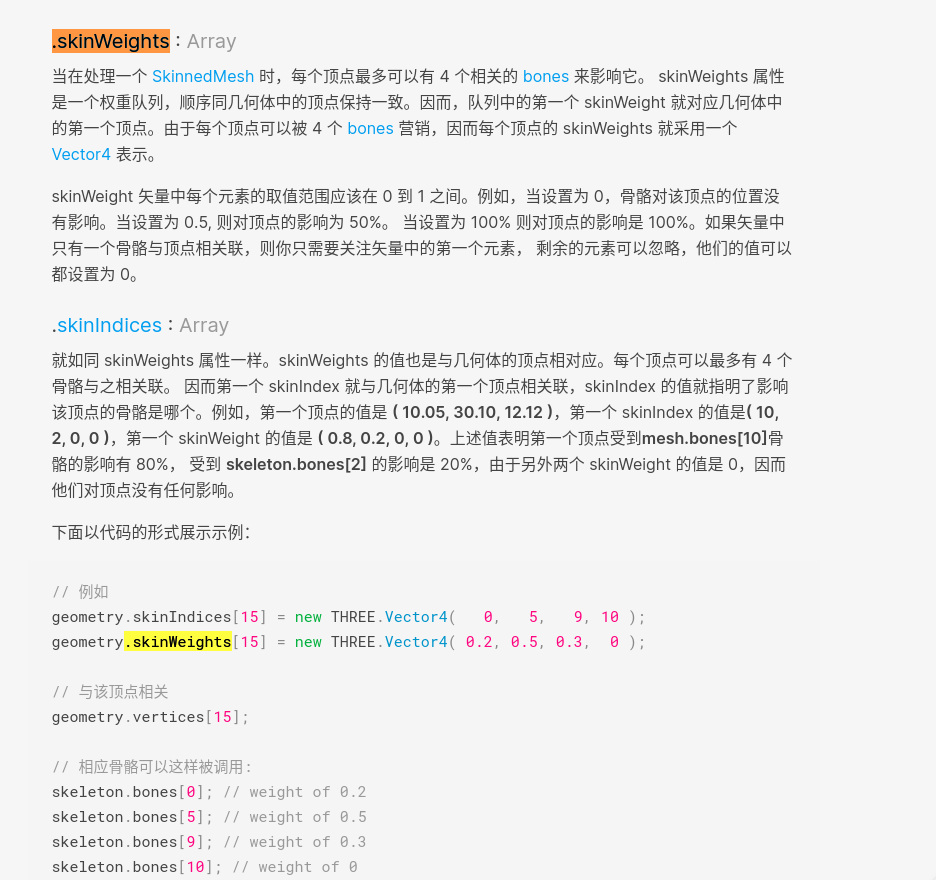 .skinWeights : Array
当在处理一个 SkinnedMesh 时，每个顶点最多可以有 4 个相关的 bones 来影响它。 skinWeights 属性
是一个权重队列，顺序同几何体中的顶点保持一致。因而，队列中的第一个 skinWeight 就对应几何体中
的第一个顶点。由于每个顶点可以被 4 个 bones 营销，因而每个顶点的 skinWeights 就采用一个
Vector4 表示。
skinWeight 矢量中每个元素的取值范围应该在 0 到 1 之间。例如，当设置为 0，骨骼对该顶点的位置没
有影响。当设置为 0.5, 则对顶点的影响为 50%。 当设置为 100% 则对顶点的影响是 100%。如果矢量中
只有一个骨骼与顶点相关联，则你只需要关注矢量中的第一个元素， 剩余的元素可以忽略，他们的值可以
都设置为 0。
.skinIndices : Array
就如同 skinWeights 属性一样。skinWeights 的值也是与几何体的顶点相对应。每个顶点可以最多有 4 个
骨骼与之相关联。 因而第一个 skinIndex 就与几何体的第一个顶点相关联，skinIndex 的值就指明了影响
该顶点的骨骼是哪个。例如，第一个顶点的值是 ( 10.05, 30.10, 12.12 )，第一个 skinIndex 的值是( 10,
2, 0, 0 )，第一个 skinWeight 的值是 ( 0.8, 0.2, 0, 0 )。上述值表明第一个顶点受到mesh.bones[10]骨
骼的影响有 80%， 受到 skeleton.bones[2] 的影响是 20%，由于另外两个 skinWeight 的值是 0，因而
他们对顶点没有任何影响。
下面以代码的形式展示示例：
// 例如
geometry.skinIndices[15] = new THREE.Vector4(   0,   5,   9, 10 );
geometry.skinWeights[15] = new THREE.Vector4( 0.2, 0.5, 0.3,  0 );
// 与该顶点相关
geometry.vertices[15];
// 相应骨骼可以这样被调用:
skeleton.bones[0]; // weight of 0.2
skeleton.bones[5]; // weight of 0.5
skeleton.bones[9]; // weight of 0.3
skeleton.bones[10]; // weight of 0